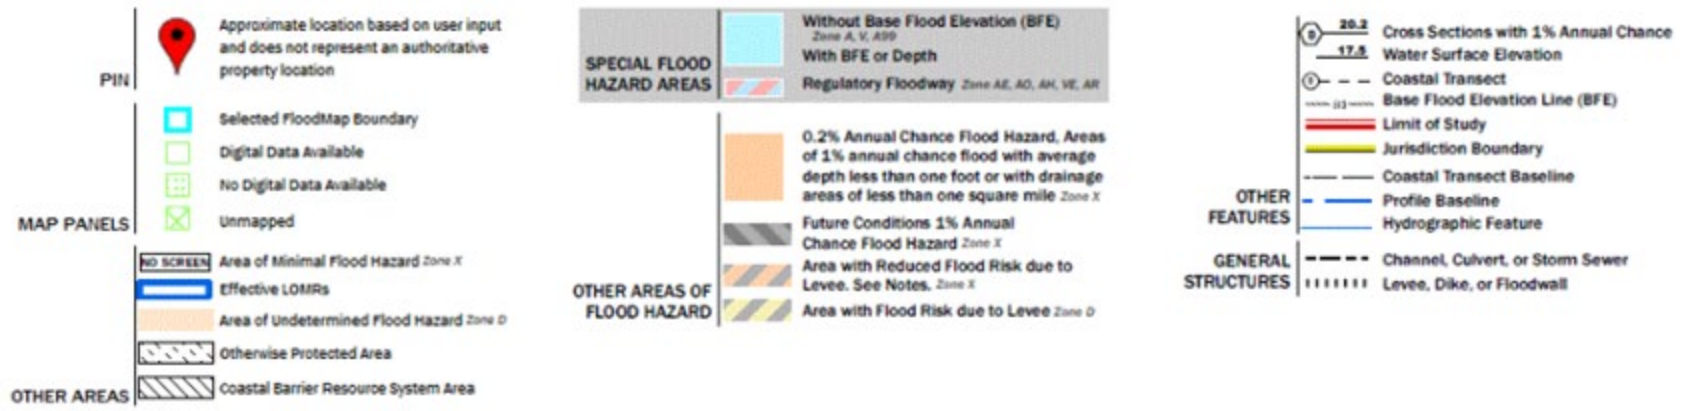 PIN
Approximate location based on user input
and does not represent an authoritative
property location
MAP PANELS
Selected FloodMap Boundary
Digital Data Available
No Digital Data Available
Unmapped
OTHER AREAS
NO SCREEN Area of Minimal Flood Hazard Zone X
Effective LOMRs
Area of Undetermined Flood Hazard Zone D
Otherwise Protected Area
Coastal Barrier Resource System Area
SPECIAL FLOOD
HAZARD AREAS
Without Base Flood Elevation (BFE)
Zone A, V, A99
With BFE or Depth
Regulatory Floodway Zone AE, AO, AH, VE, AR
OTHER AREAS OF
FLOOD HAZARD
0.2% Annual Chance Flood Hazard, Areas
of 1% annual chance flood with average
depth less than one foot or with drainage
areas of less than one square mile Zone X
Future Conditions 1% Annual
Chance Flood Hazard Zone X
Area with Reduced Flood Risk due to
Levee. See Notes. Zone X
Area with Flood Risk due to Levee Zone D
OTHER
FEATURES
20.2 Cross Sections with 1% Annual Chance
17.5 Water Surface Elevation
Coastal Transect
Base Flood Elevation Line (BFE)
Limit of Study
Jurisdiction Boundary
Coastal Transect Baseline
Profile Baseline
Hydrographic Feature
GENERAL
STRUCTURES
Channel, Culvert, or Storm Sewer
Levee, Dike, or Floodwall